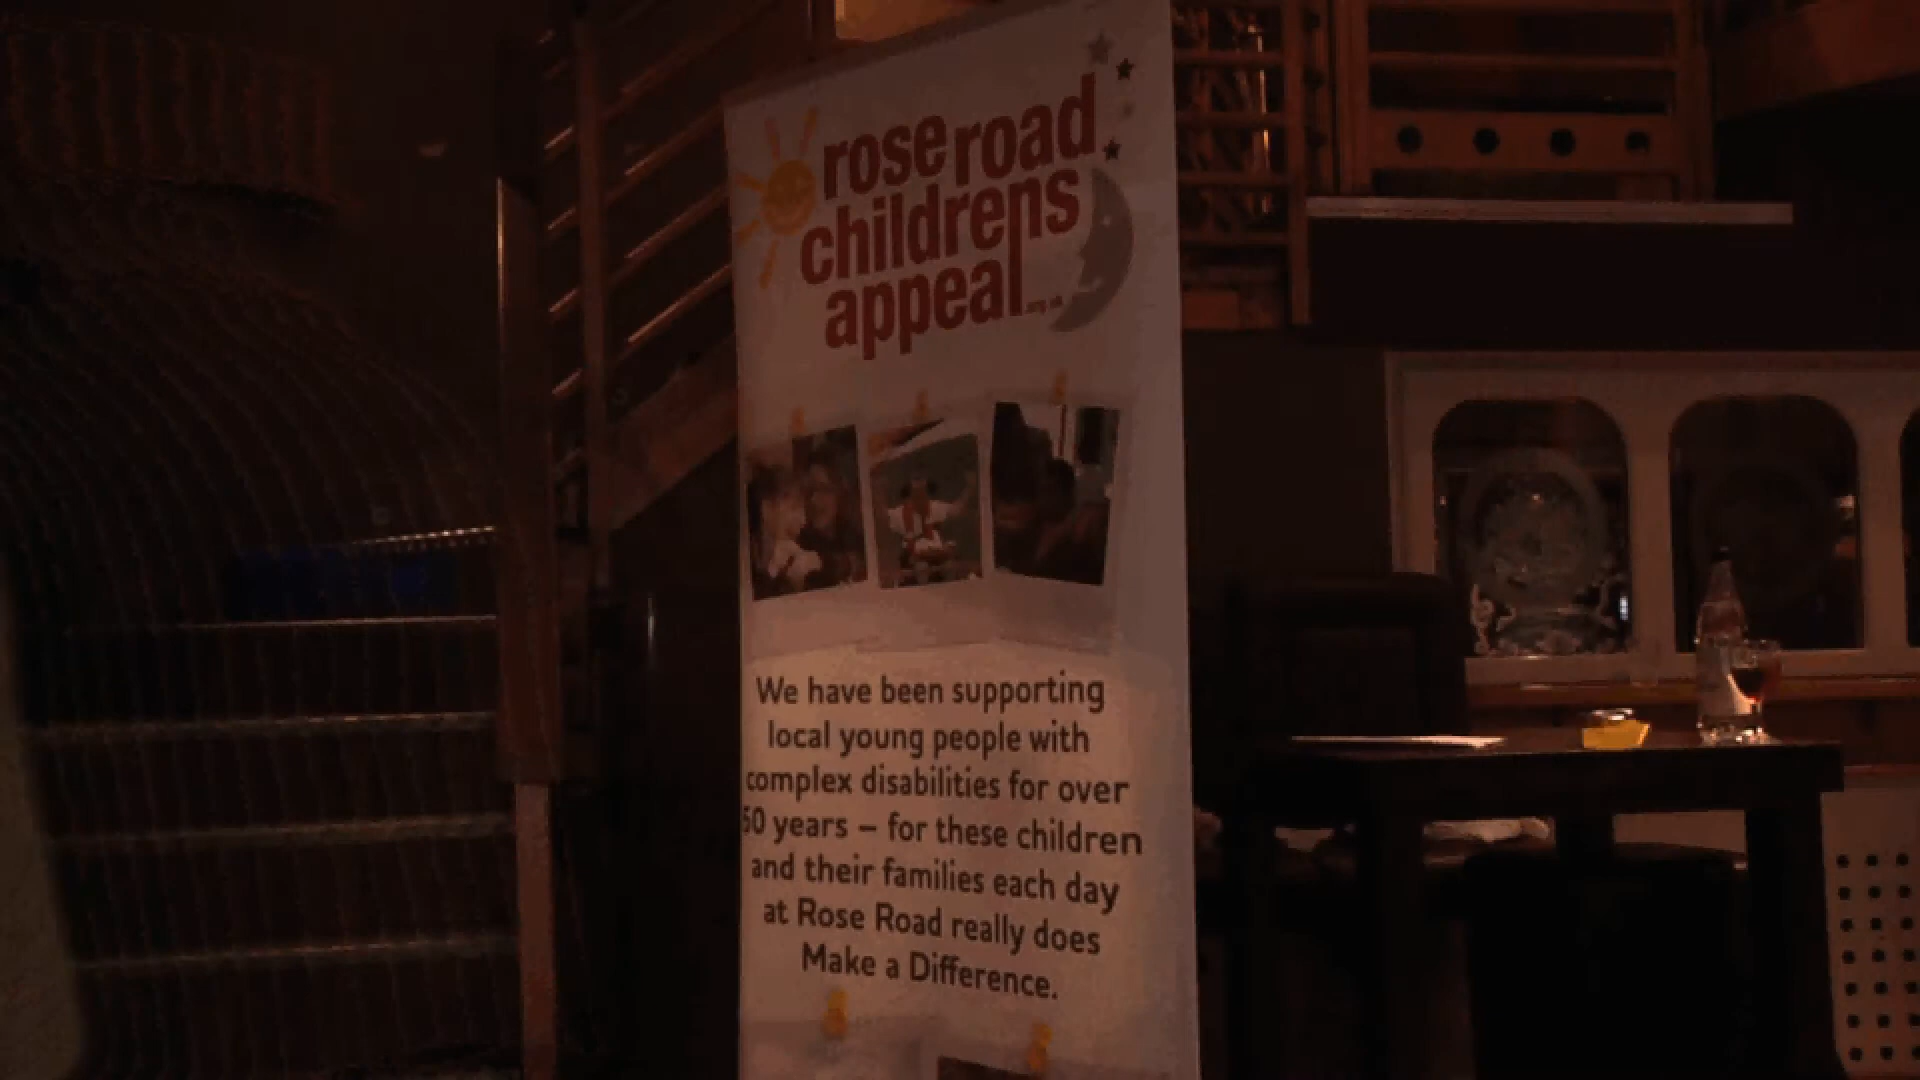 rose road
childrens
appeal
We have been supporting
local young people with
complex disabilities for over
50 years – for these children
and their families each day
at Rose Road really does
Make a Difference.